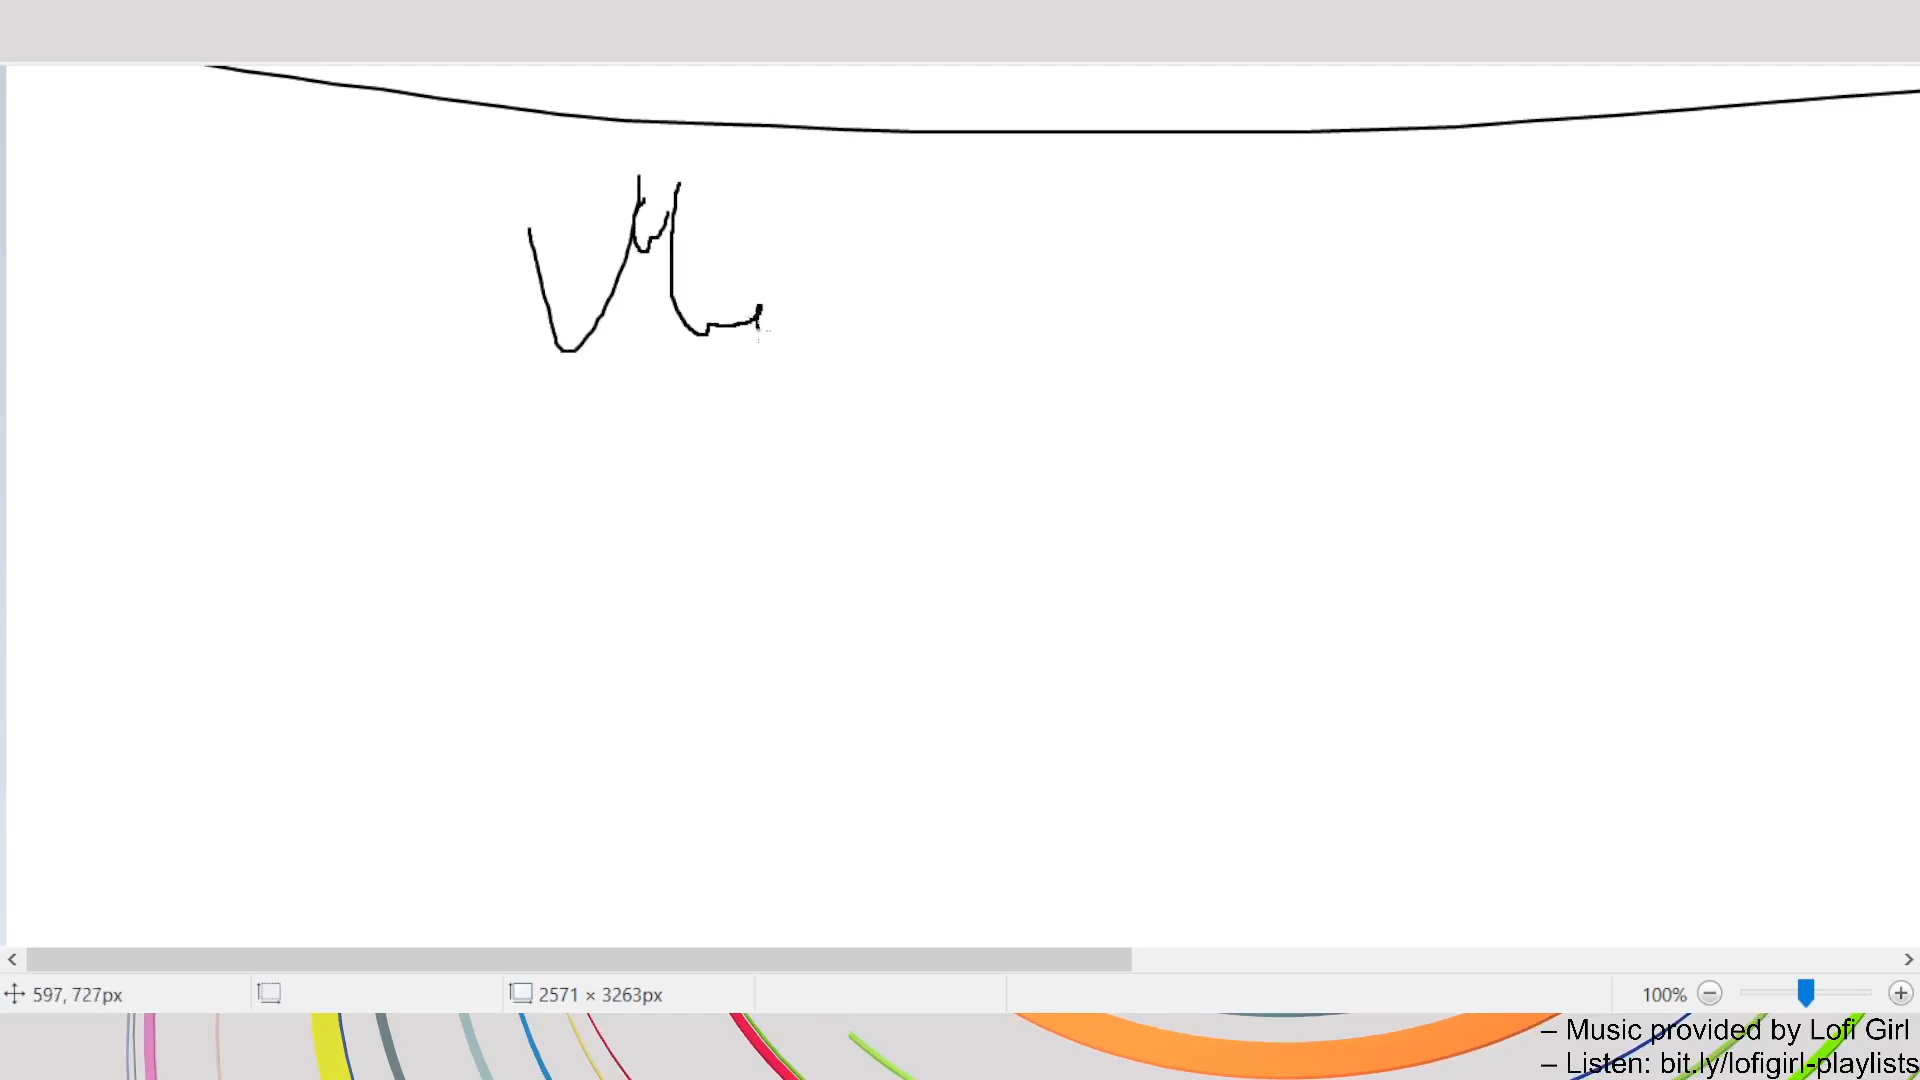 597, 727px
2571 × 3263px
100%
– Music provided by Lofi Girl
– Listen: bit.ly/lofigirl-playlists